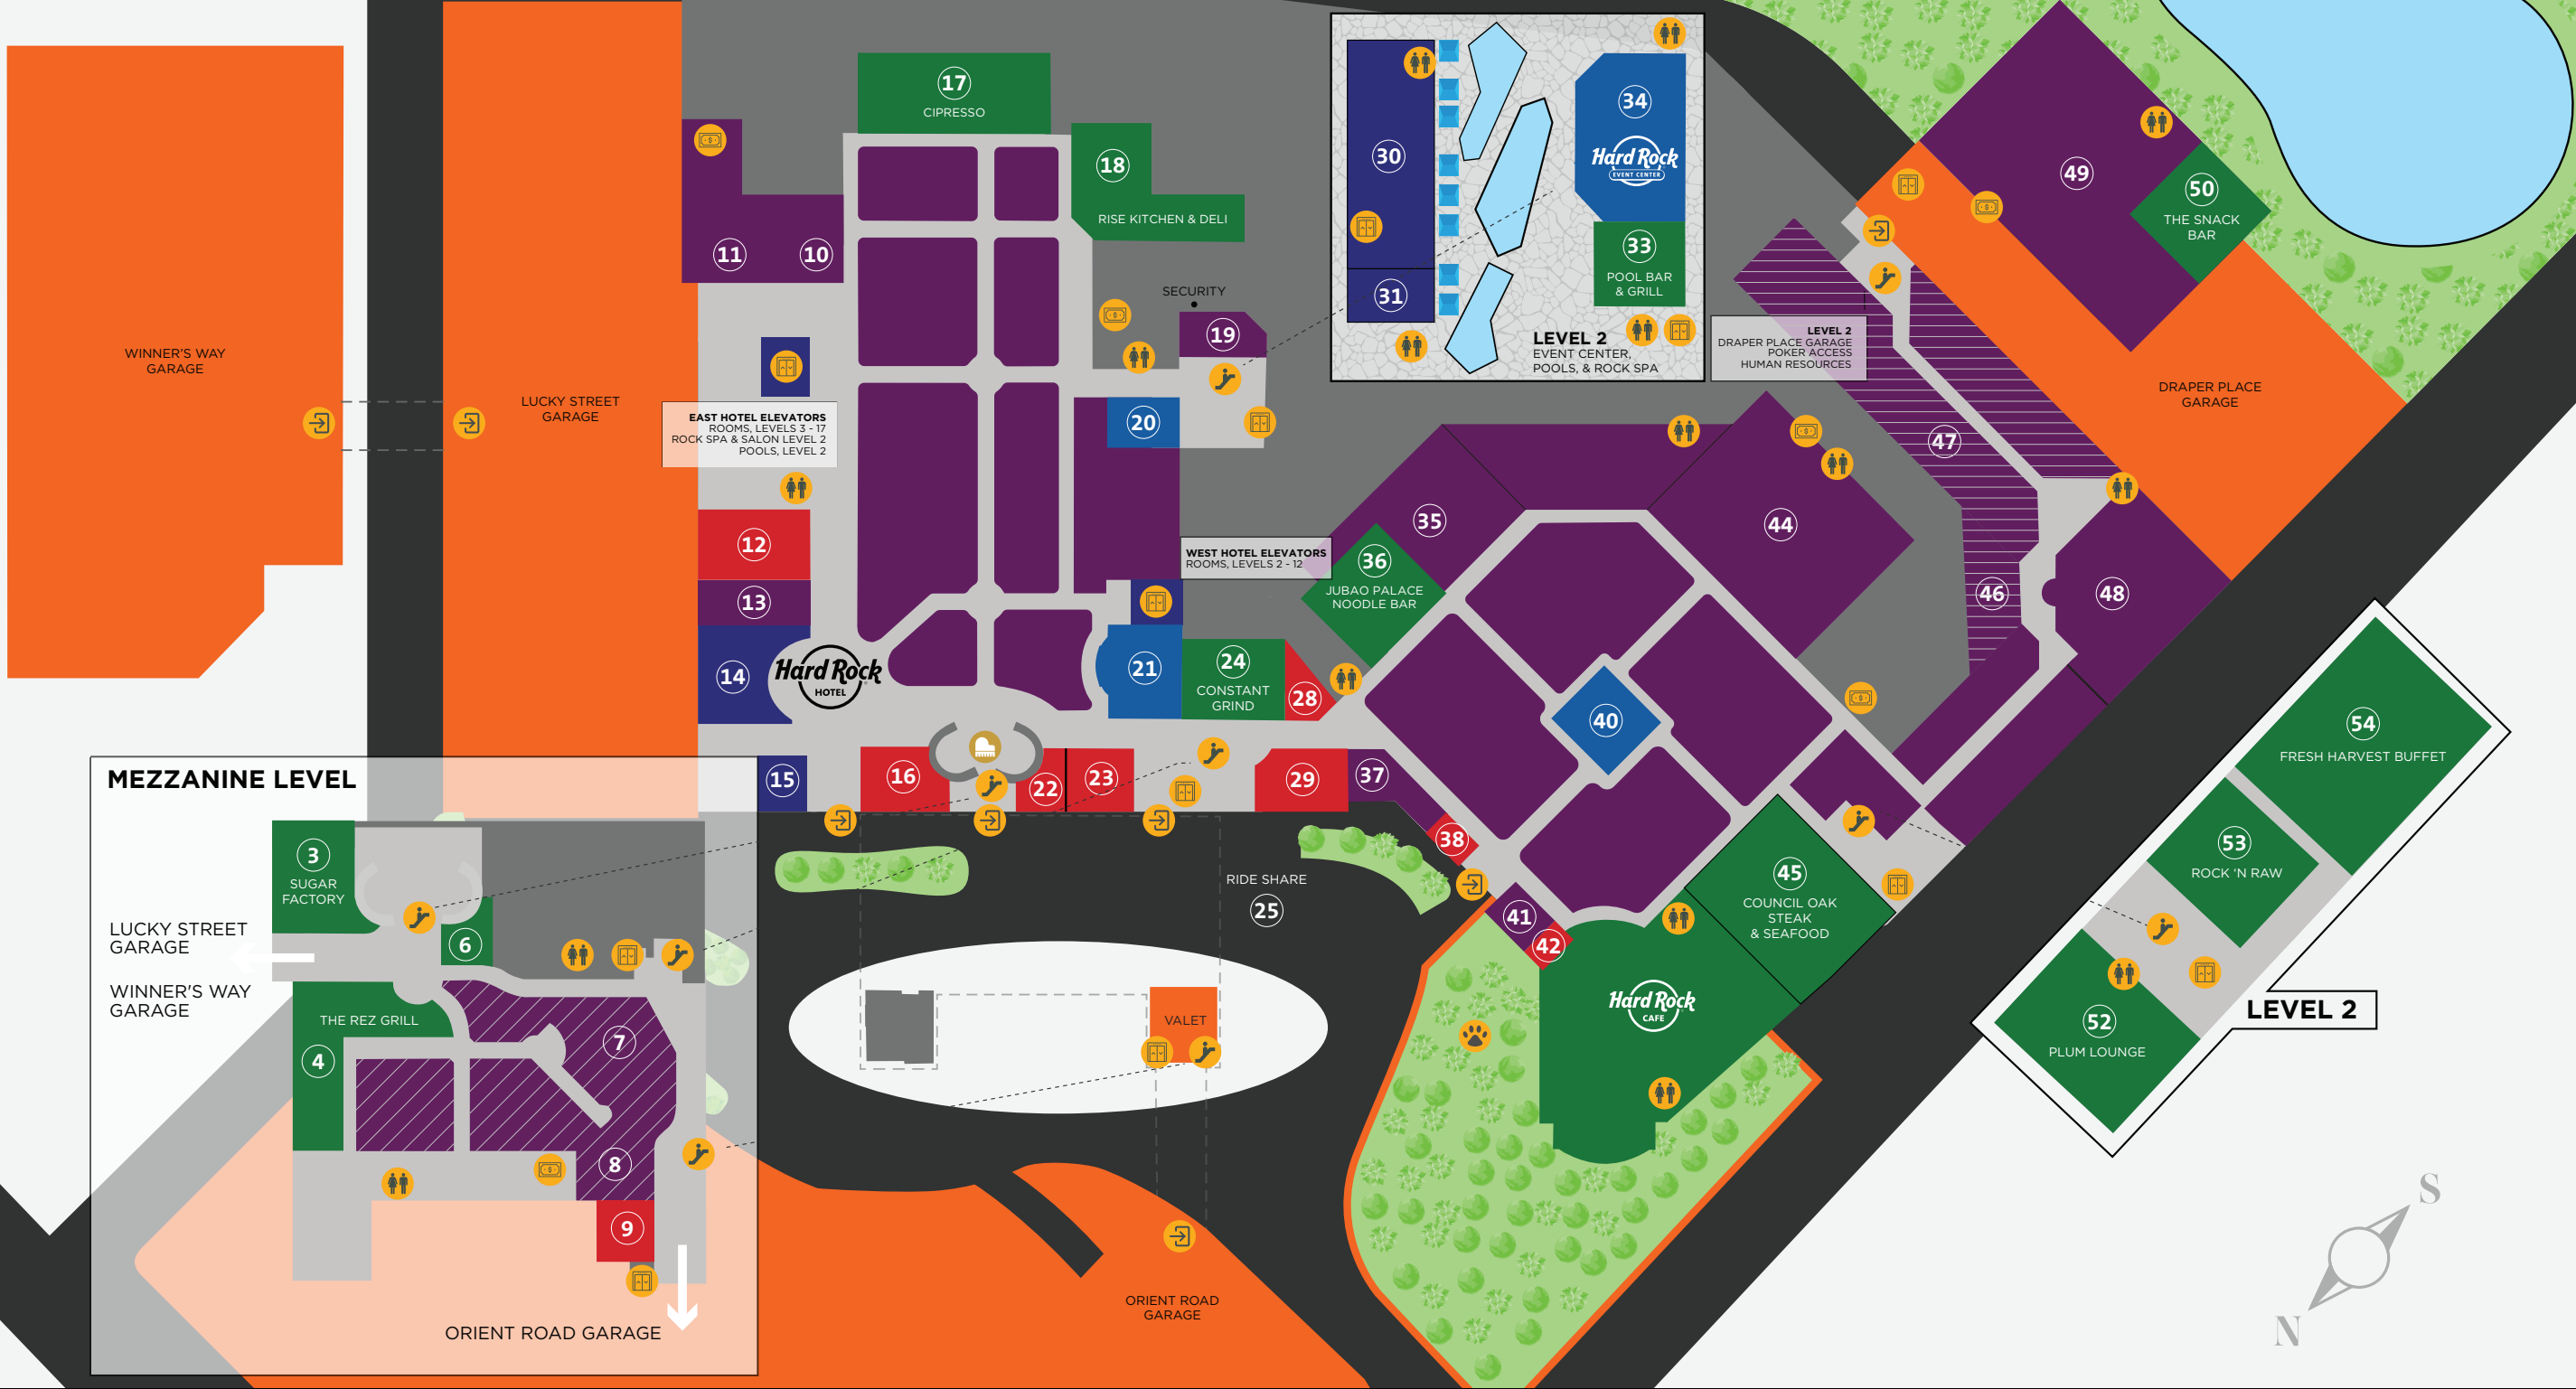 17
CIPRESSO
18
RISE KITCHEN & DELI
11
10
SECURITY
19
30
31
34
Hard Rock
EVENT CENTER
33
POOL BAR
& GRILL
LEVEL 2
EVENT CENTER,
POOLS, & ROCK SPA
49
50
THE SNACK
BAR
LEVEL 2
DRAPER PLACE GARAGE
POKER ACCESS
HUMAN RESOURCES
DRAPER PLACE
GARAGE
WINNER'S WAY
GARAGE
LUCKY STREET
GARAGE
EAST HOTEL ELEVATORS
ROOMS, LEVELS 3 - 17
ROCK SPA & SALON LEVEL 2
POOLS, LEVEL 2
20
12
13
14
Hard Rock
HOTEL
WEST HOTEL ELEVATORS
ROOMS, LEVELS 2 - 12
21
24
CONSTANT
GRIND
28
35
36
JUBAO PALACE
NOODLE BAR
44
47
46
48
40
15
16
22
23
29
37
38
41
42
45
COUNCIL OAK
STEAK
& SEAFOOD
Hard Rock
CAFE
RIDE SHARE
25
VALET
ORIENT ROAD
GARAGE
MEZZANINE LEVEL
3
SUGAR
FACTORY
6
LUCKY STREET
GARAGE
WINNER'S WAY
GARAGE
THE REZ GRILL
4
7
8
9
ORIENT ROAD GARAGE
54
FRESH HARVEST BUFFET
53
ROCK 'N RAW
52
PLUM LOUNGE
LEVEL 2
S
N